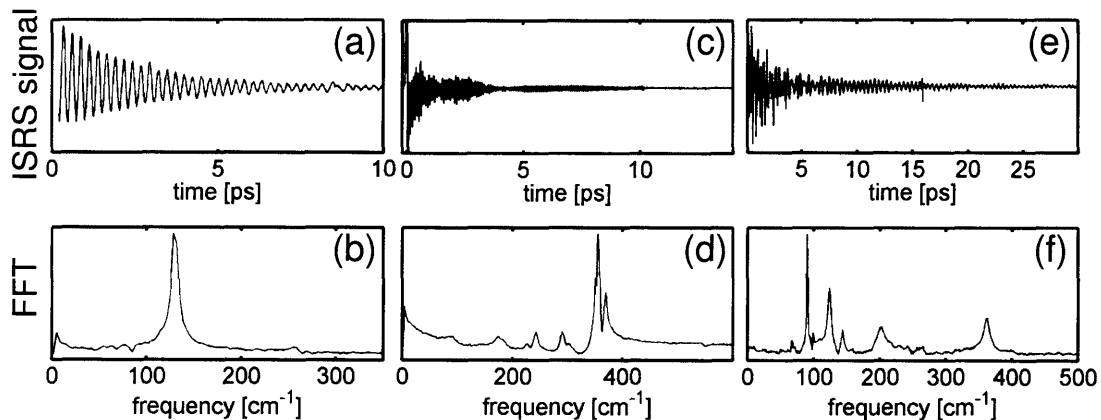 ISRS signal
(a)
(c)
(e)
0 5 10
0 5 10
5 10 15 20 25
time [ps]
time [ps]
time [ps]
FFT
(b)
(d)
(f)
0 100 200 300
0 200 400
0 100 200 300 400 500
frequency [cm-1]
frequency [cm-1]
frequency [cm-1]